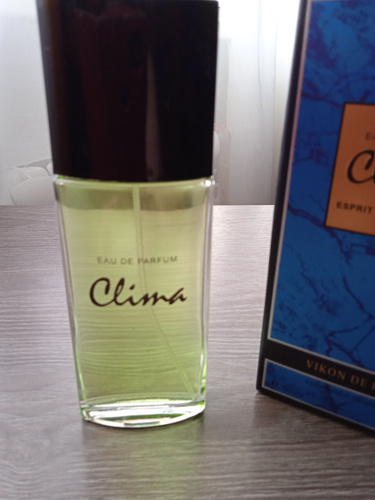 EAU DE PARFUM
Clima
ESPRIT
VIKON DE